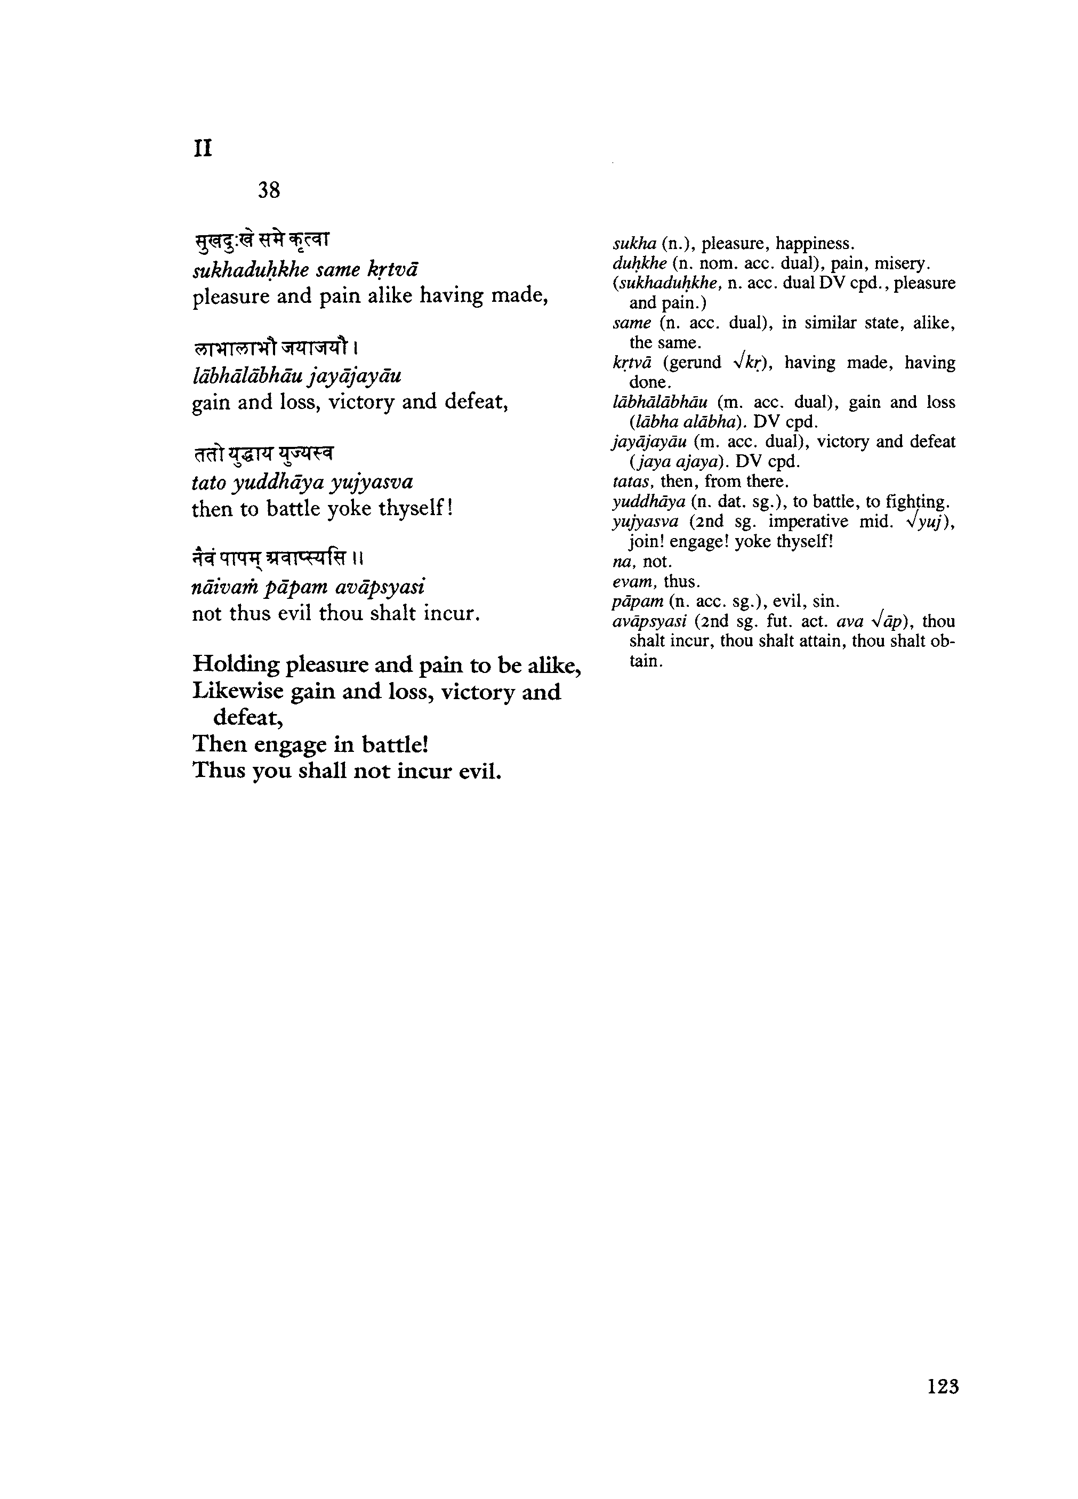 II
38
सुखदुःखे समे कृत्वा
sukhaduḥkhe same kṛtvā
pleasure and pain alike having made,
लाभालाभौ जयाजयौ ।
lābhālābhāu jayājayāu
gain and loss, victory and defeat,
ततो युद्धाय युज्यस्व
tato yuddhāya yujyasva
then to battle yoke thyself!
नैवं पापम् अवाप्स्यसि ॥
nāivaṁ pāpam avāpsyasi
not thus evil thou shalt incur.
Holding pleasure and pain to be alike,
Likewise gain and loss, victory and
defeat,
Then engage in battle!
Thus you shall not incur evil.
sukha (n.), pleasure, happiness.
duḥkhe (n. nom. acc. dual), pain, misery.
(sukhaduḥkhe, n. acc. dual DV cpd., pleasure
and pain.)
same (n. acc. dual), in similar state, alike,
the same.
kṛtvā (gerund √kṛ), having made, having
done.
lābhālābhāu (m. acc. dual), gain and loss
(lābha alābha). DV cpd.
jayājayāu (m. acc. dual), victory and defeat
(jaya ajaya). DV cpd.
tatas, then, from there.
yuddhāya (n. dat. sg.), to battle, to fighting.
yujyasva (2nd sg. imperative mid. √yuj),
join! engage! yoke thyself!
na, not.
evam, thus.
pāpam (n. acc. sg.), evil, sin.
avāpsyasi (2nd sg. fut. act. ava √āp), thou
shalt incur, thou shalt attain, thou shalt ob-
tain.
123